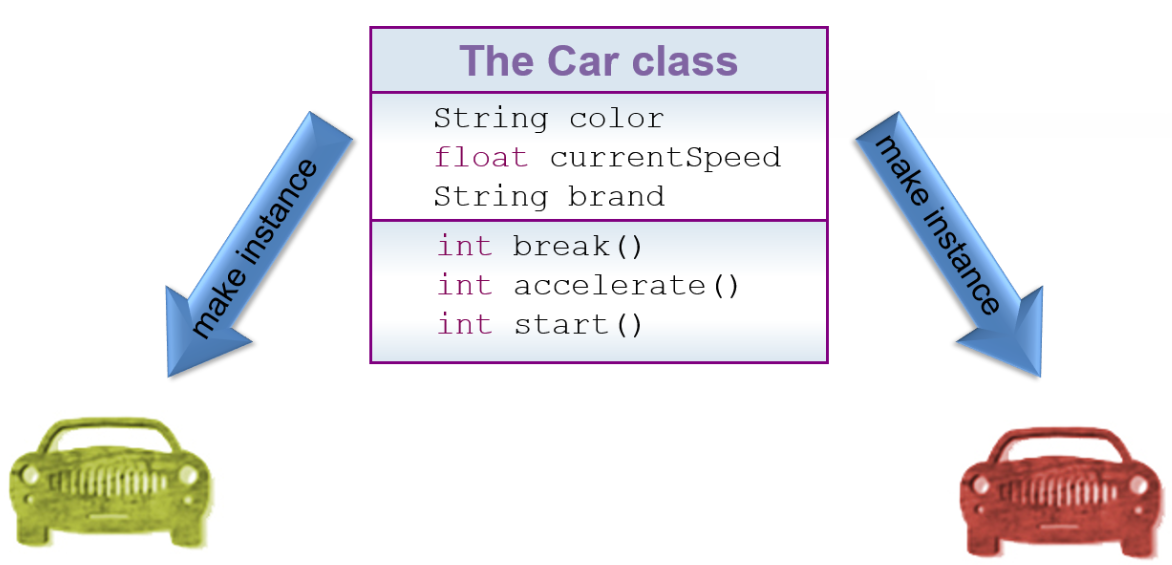 The Car class
String color
float currentSpeed
String brand
int break()
int accelerate()
int start()
make instance
make instance